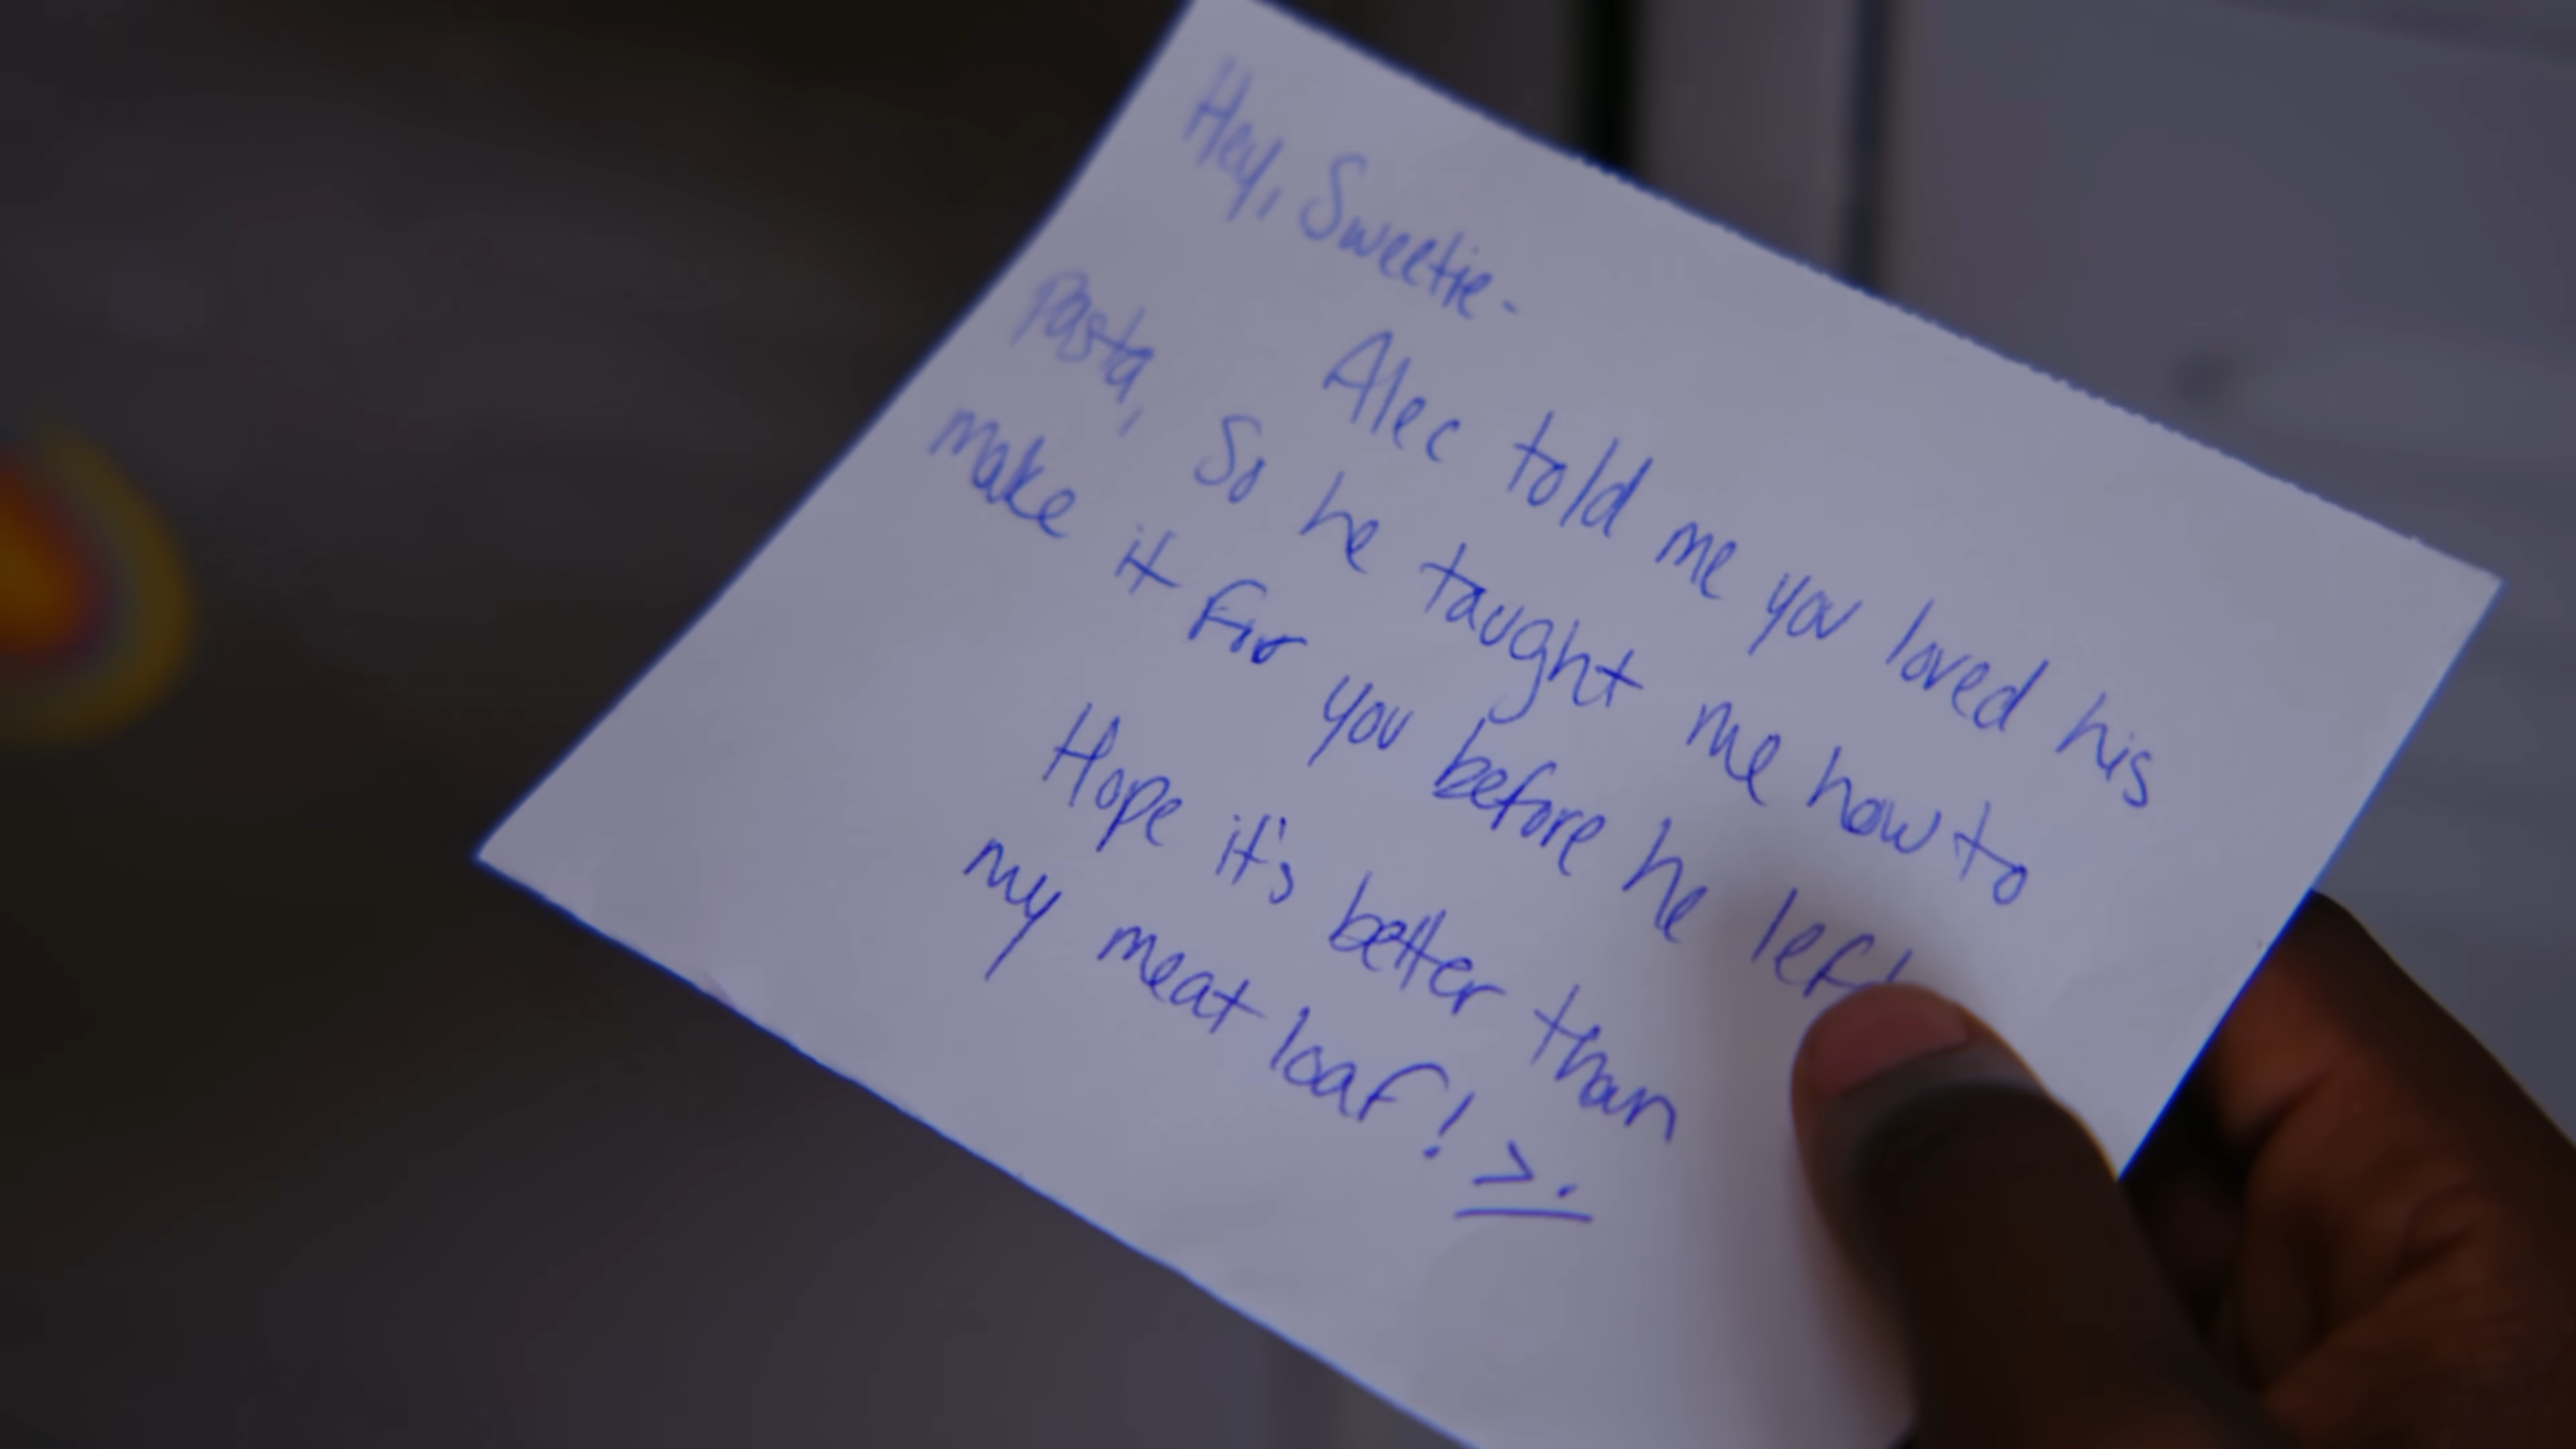 Hey, Sweetie-
Alec told me you loved his
pasta, so he taught me how to
make it for you before he left
Hope it's better than
my meat loaf! >.